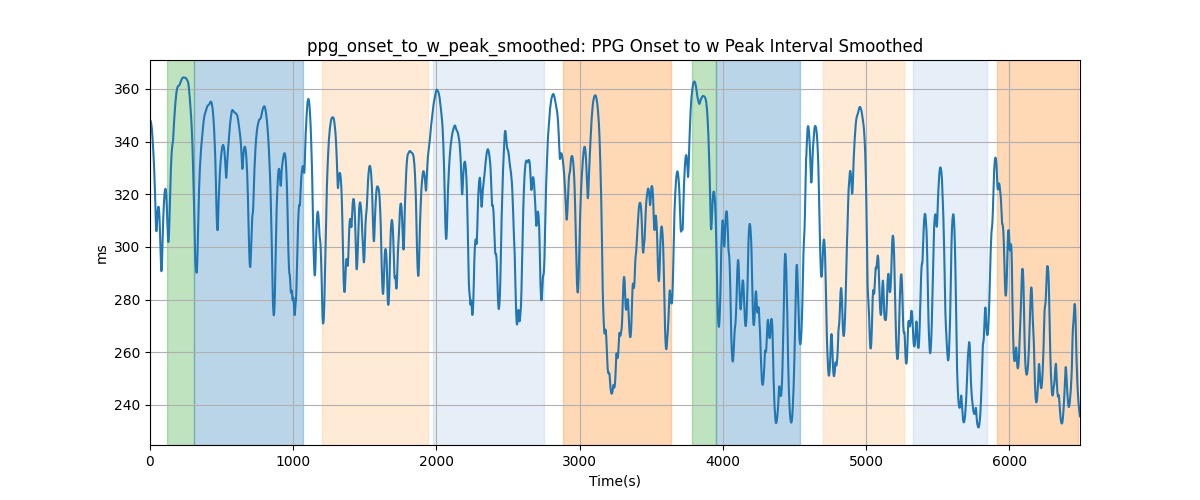 ppg_onset_to_w_peak_smoothed: PPG Onset to w Peak Interval Smoothed
360
340
320
300
280
260
240
ms
0 1000 2000 3000 4000 5000 6000
Time(s)